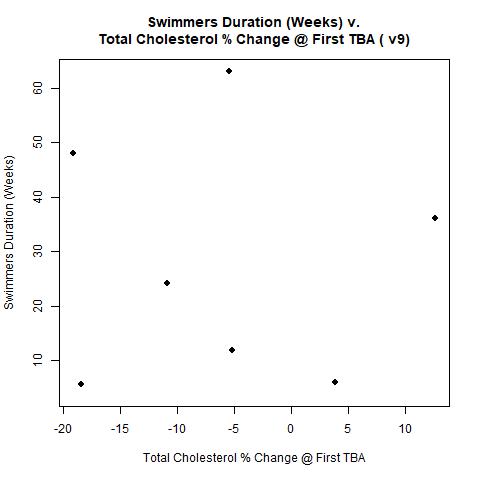 Swimmers Duration (Weeks) v.
Total Cholesterol % Change @ First TBA ( v9)
Swimmers Duration (Weeks)
60
50
40
30
20
10
-20 -15 -10 -5 0 5 10
Total Cholesterol % Change @ First TBA